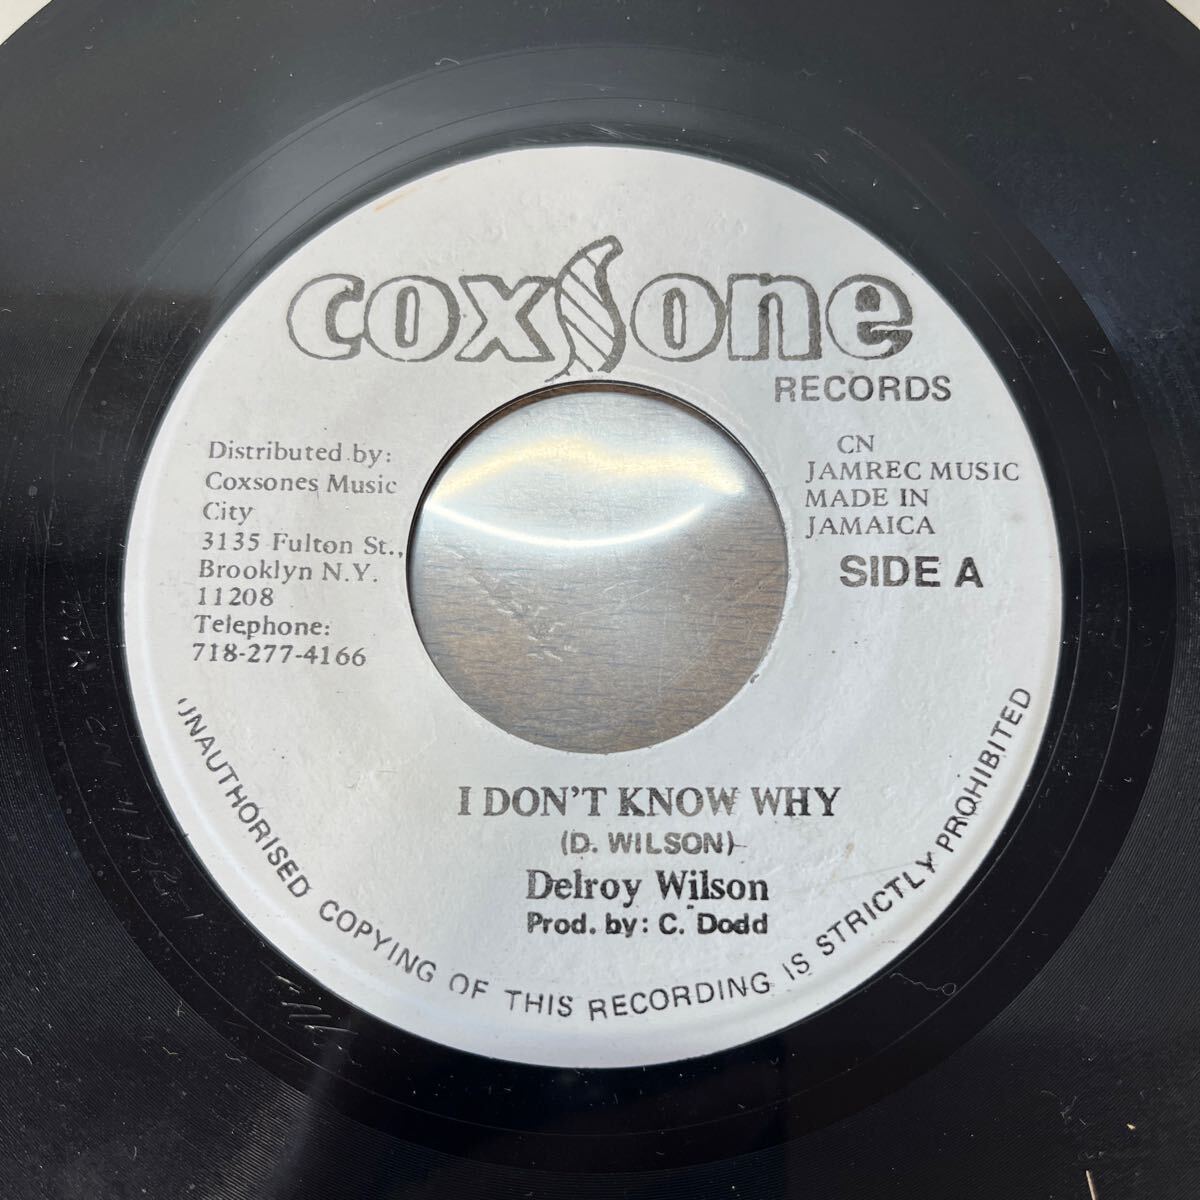 coxsone
RECORDS
Distributed by:
Coxsones Music
City
3135 Fulton St.,
Brooklyn N.Y.
11208
Telephone:
718-277-4166
CN
JAMREC MUSIC
MADE IN
JAMAICA
SIDE A
I DON'T KNOW WHY
(D. WILSON)
Delroy Wilson
Prod. by: C. Dodd
UNAUTHORISED COPYING OF THIS RECORDING IS STRICTLY PROHIBITED